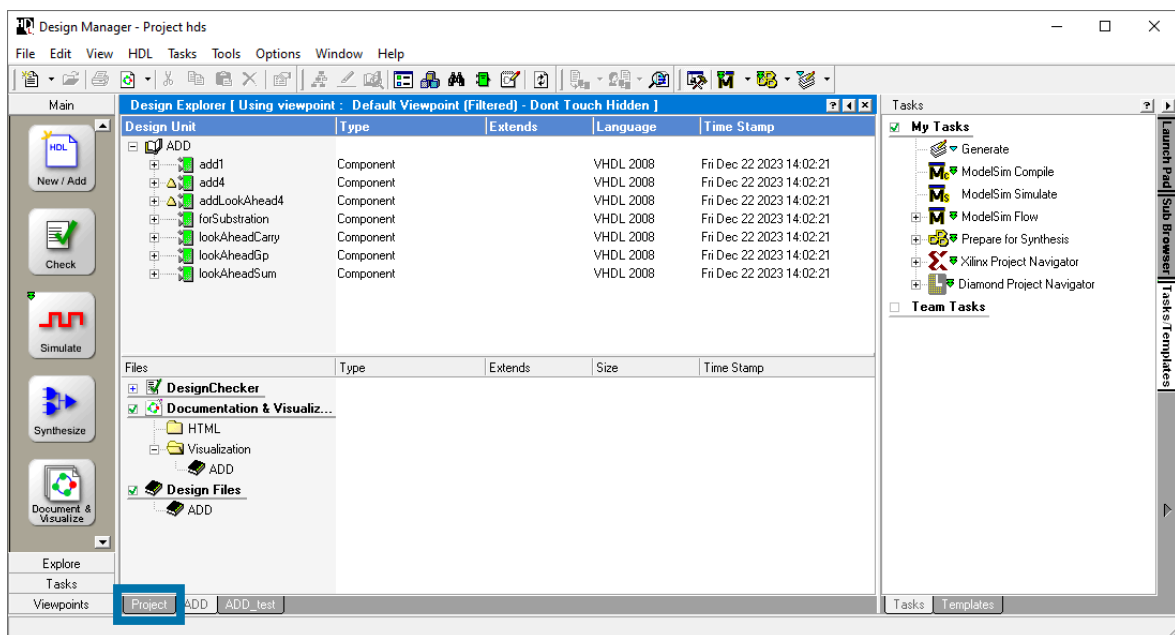 Design Manager - Project hds
File Edit View HDL Tasks Tools Options Window Help
Main
HDL
New / Add
Check
Simulate
Synthesize
Document & Visualize
Explore
Tasks
Viewpoints
Design Explorer [ Using viewpoint : Default Viewpoint (Filtered) - Dont Touch Hidden ]
Design Unit Type Extends Language Time Stamp
ADD
add1 Component VHDL 2008 Fri Dec 22 2023 14:02:21
add4 Component VHDL 2008 Fri Dec 22 2023 14:02:21
addLookAhead4 Component VHDL 2008 Fri Dec 22 2023 14:02:21
forSubstration Component VHDL 2008 Fri Dec 22 2023 14:02:21
lookAheadCarry Component VHDL 2008 Fri Dec 22 2023 14:02:21
lookAheadGp Component VHDL 2008 Fri Dec 22 2023 14:02:21
lookAheadSum Component VHDL 2008 Fri Dec 22 2023 14:02:21
Files Type Extends Size Time Stamp
DesignChecker
Documentation & Visualiz...
HTML
Visualization
ADD
Design Files
ADD
Project ADD ADD_test
Tasks
My Tasks
Generate
ModelSim Compile
ModelSim Simulate
ModelSim Flow
Prepare for Synthesis
Xilinx Project Navigator
Diamond Project Navigator
Team Tasks
Tasks Templates
Launch Pad
Sub Browser
Tasks/Templates